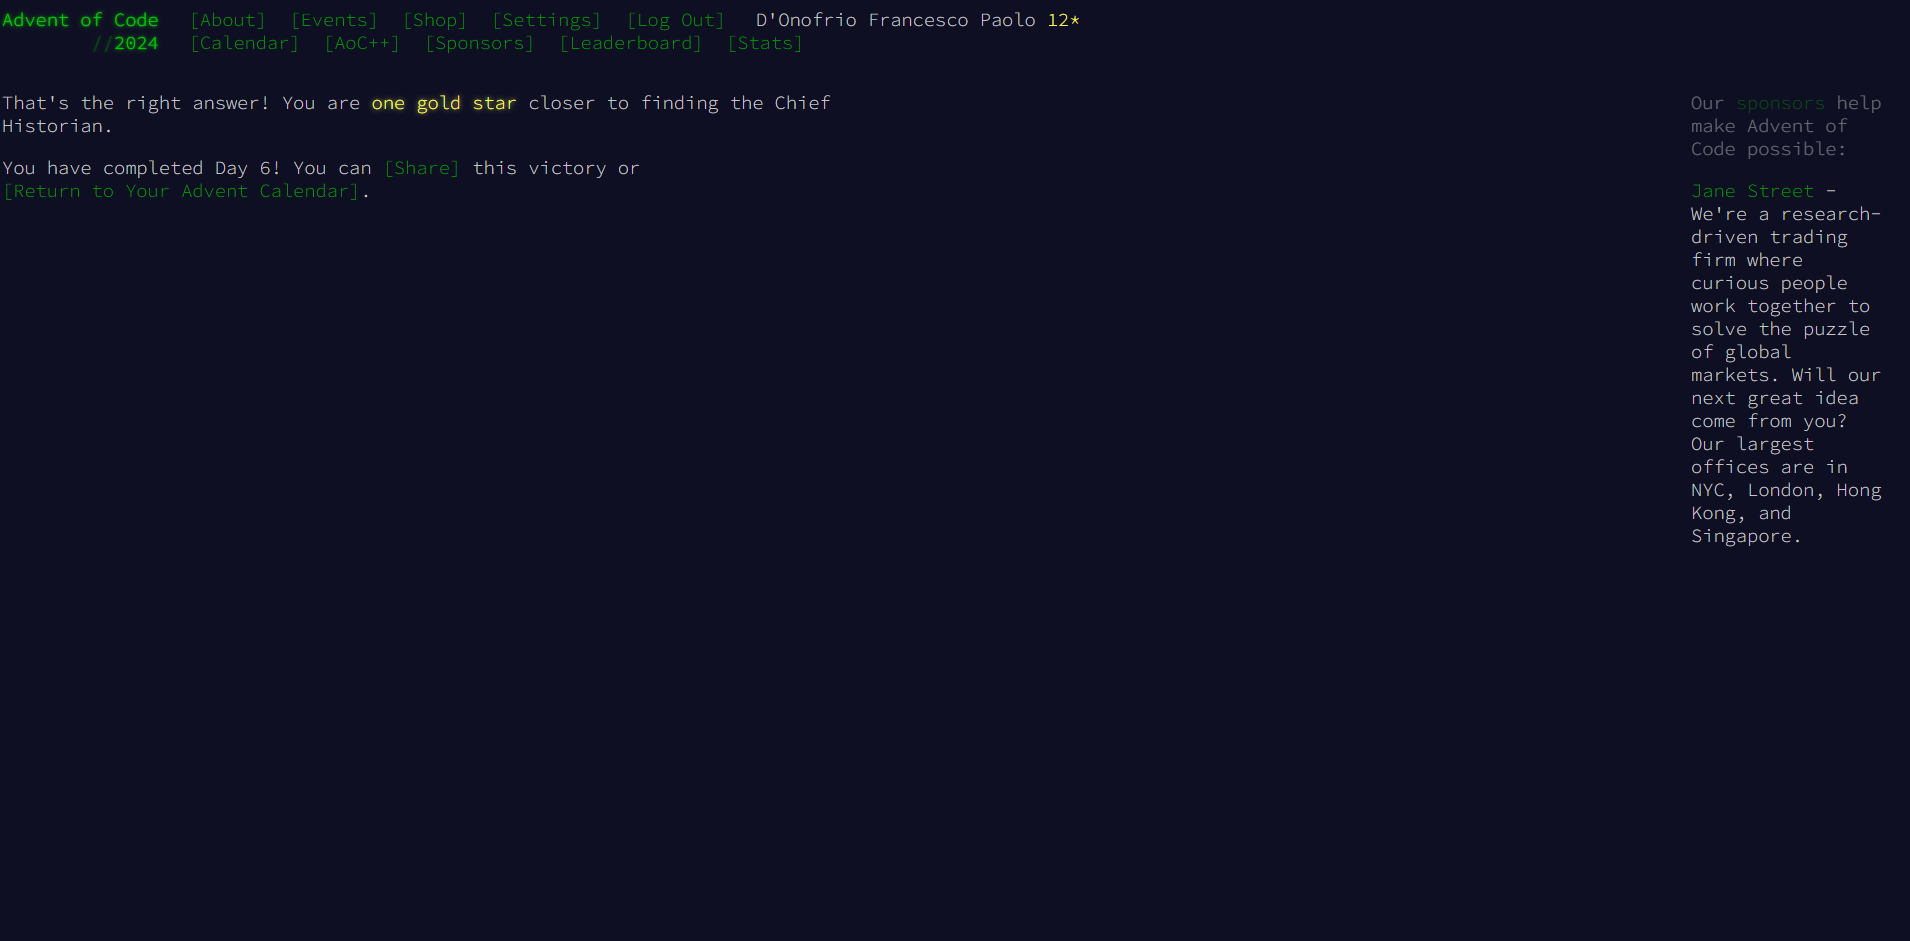 Advent of Code [About] [Events] [Shop] [Settings] [Log Out] D'Onofrio Francesco Paolo 12*
//2024 [Calendar] [AoC++] [Sponsors] [Leaderboard] [Stats]
That's the right answer! You are one gold star closer to finding the Chief
Historian.
You have completed Day 6! You can [Share] this victory or
[Return to Your Advent Calendar].
Our sponsors help
make Advent of
Code possible:
Jane Street -
We're a research-
driven trading
firm where
curious people
work together to
solve the puzzle
of global
markets. Will our
next great idea
come from you?
Our largest
offices are in
NYC, London, Hong
Kong, and
Singapore.